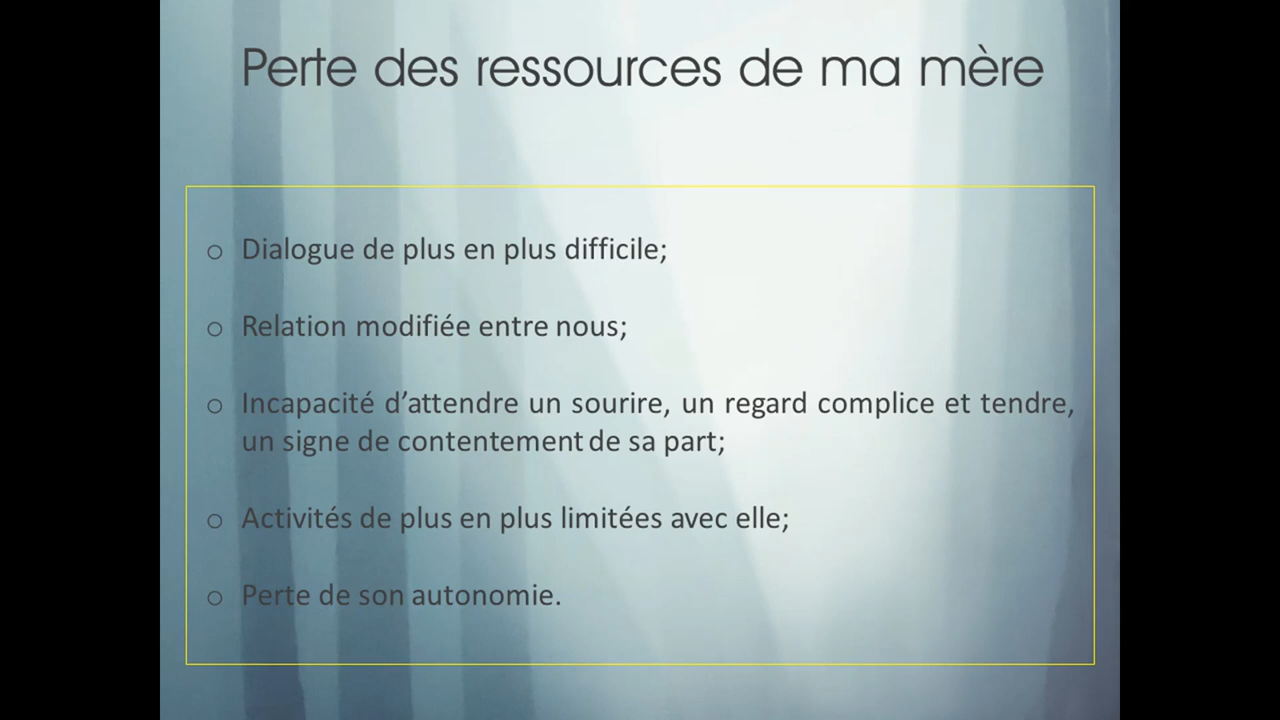 Perte des ressources de ma mère
o Dialogue de plus en plus difficile;
o Relation modifiée entre nous;
o Incapacité d’attendre un sourire, un regard complice et tendre,
un signe de contentement de sa part;
o Activités de plus en plus limitées avec elle;
o Perte de son autonomie.